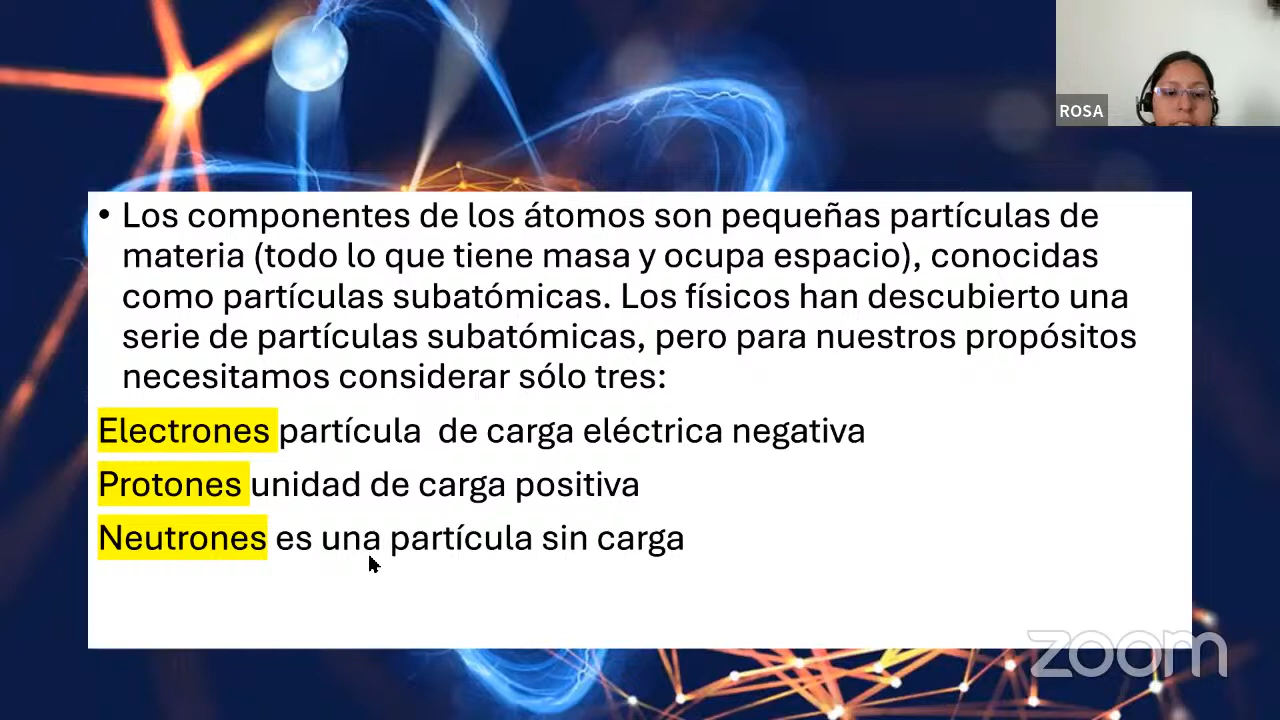 ROSA
• Los componentes de los átomos son pequeñas partículas de
materia (todo lo que tiene masa y ocupa espacio), conocidas
como partículas subatómicas. Los físicos han descubierto una
serie de partículas subatómicas, pero para nuestros propósitos
necesitamos considerar sólo tres:
Electrones partícula  de carga eléctrica negativa
Protones unidad de carga positiva
Neutrones es una partícula sin carga
zoom